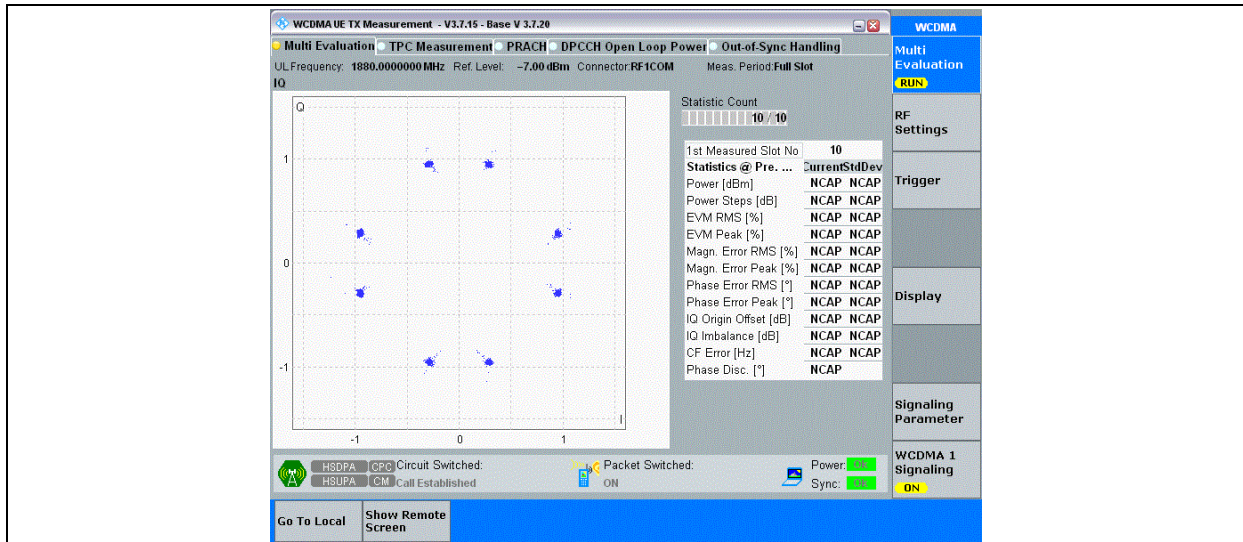 WCDMA UE TX Measurement - V3.7.15 - Base V 3.7.20
WCDMA
Multi Evaluation TPC Measurement PRACH DPCCH Open Loop Power Out-of-Sync Handling
UL Frequency: 1880.0000000 MHz Ref. Level: -7.00 dBm Connector:RF1COM Meas. Period:Full Slot
IQ
Q
1
0
-1
-1 0 1
I
Statistic Count
10 / 10
1st Measured Slot No 10
Statistics @ Pre. ... CurrentStdDev
Power [dBm] NCAP NCAP
Power Steps [dB] NCAP NCAP
EVM RMS [%] NCAP NCAP
EVM Peak [%] NCAP NCAP
Magn. Error RMS [%] NCAP NCAP
Magn. Error Peak [%] NCAP NCAP
Phase Error RMS [°] NCAP NCAP
Phase Error Peak [°] NCAP NCAP
IQ Origin Offset [dB] NCAP NCAP
IQ Imbalance [dB] NCAP NCAP
CF Error [Hz] NCAP NCAP
Phase Disc. [°] NCAP
Multi
Evaluation
RUN
RF
Settings
Trigger
Display
Signaling
Parameter
WCDMA 1
Signaling
ON
HSDPA CPC Circuit Switched: Packet Switched: Power: OK
HSUPA CM Call Established ON Sync: OK
Go To Local
Show Remote
Screen